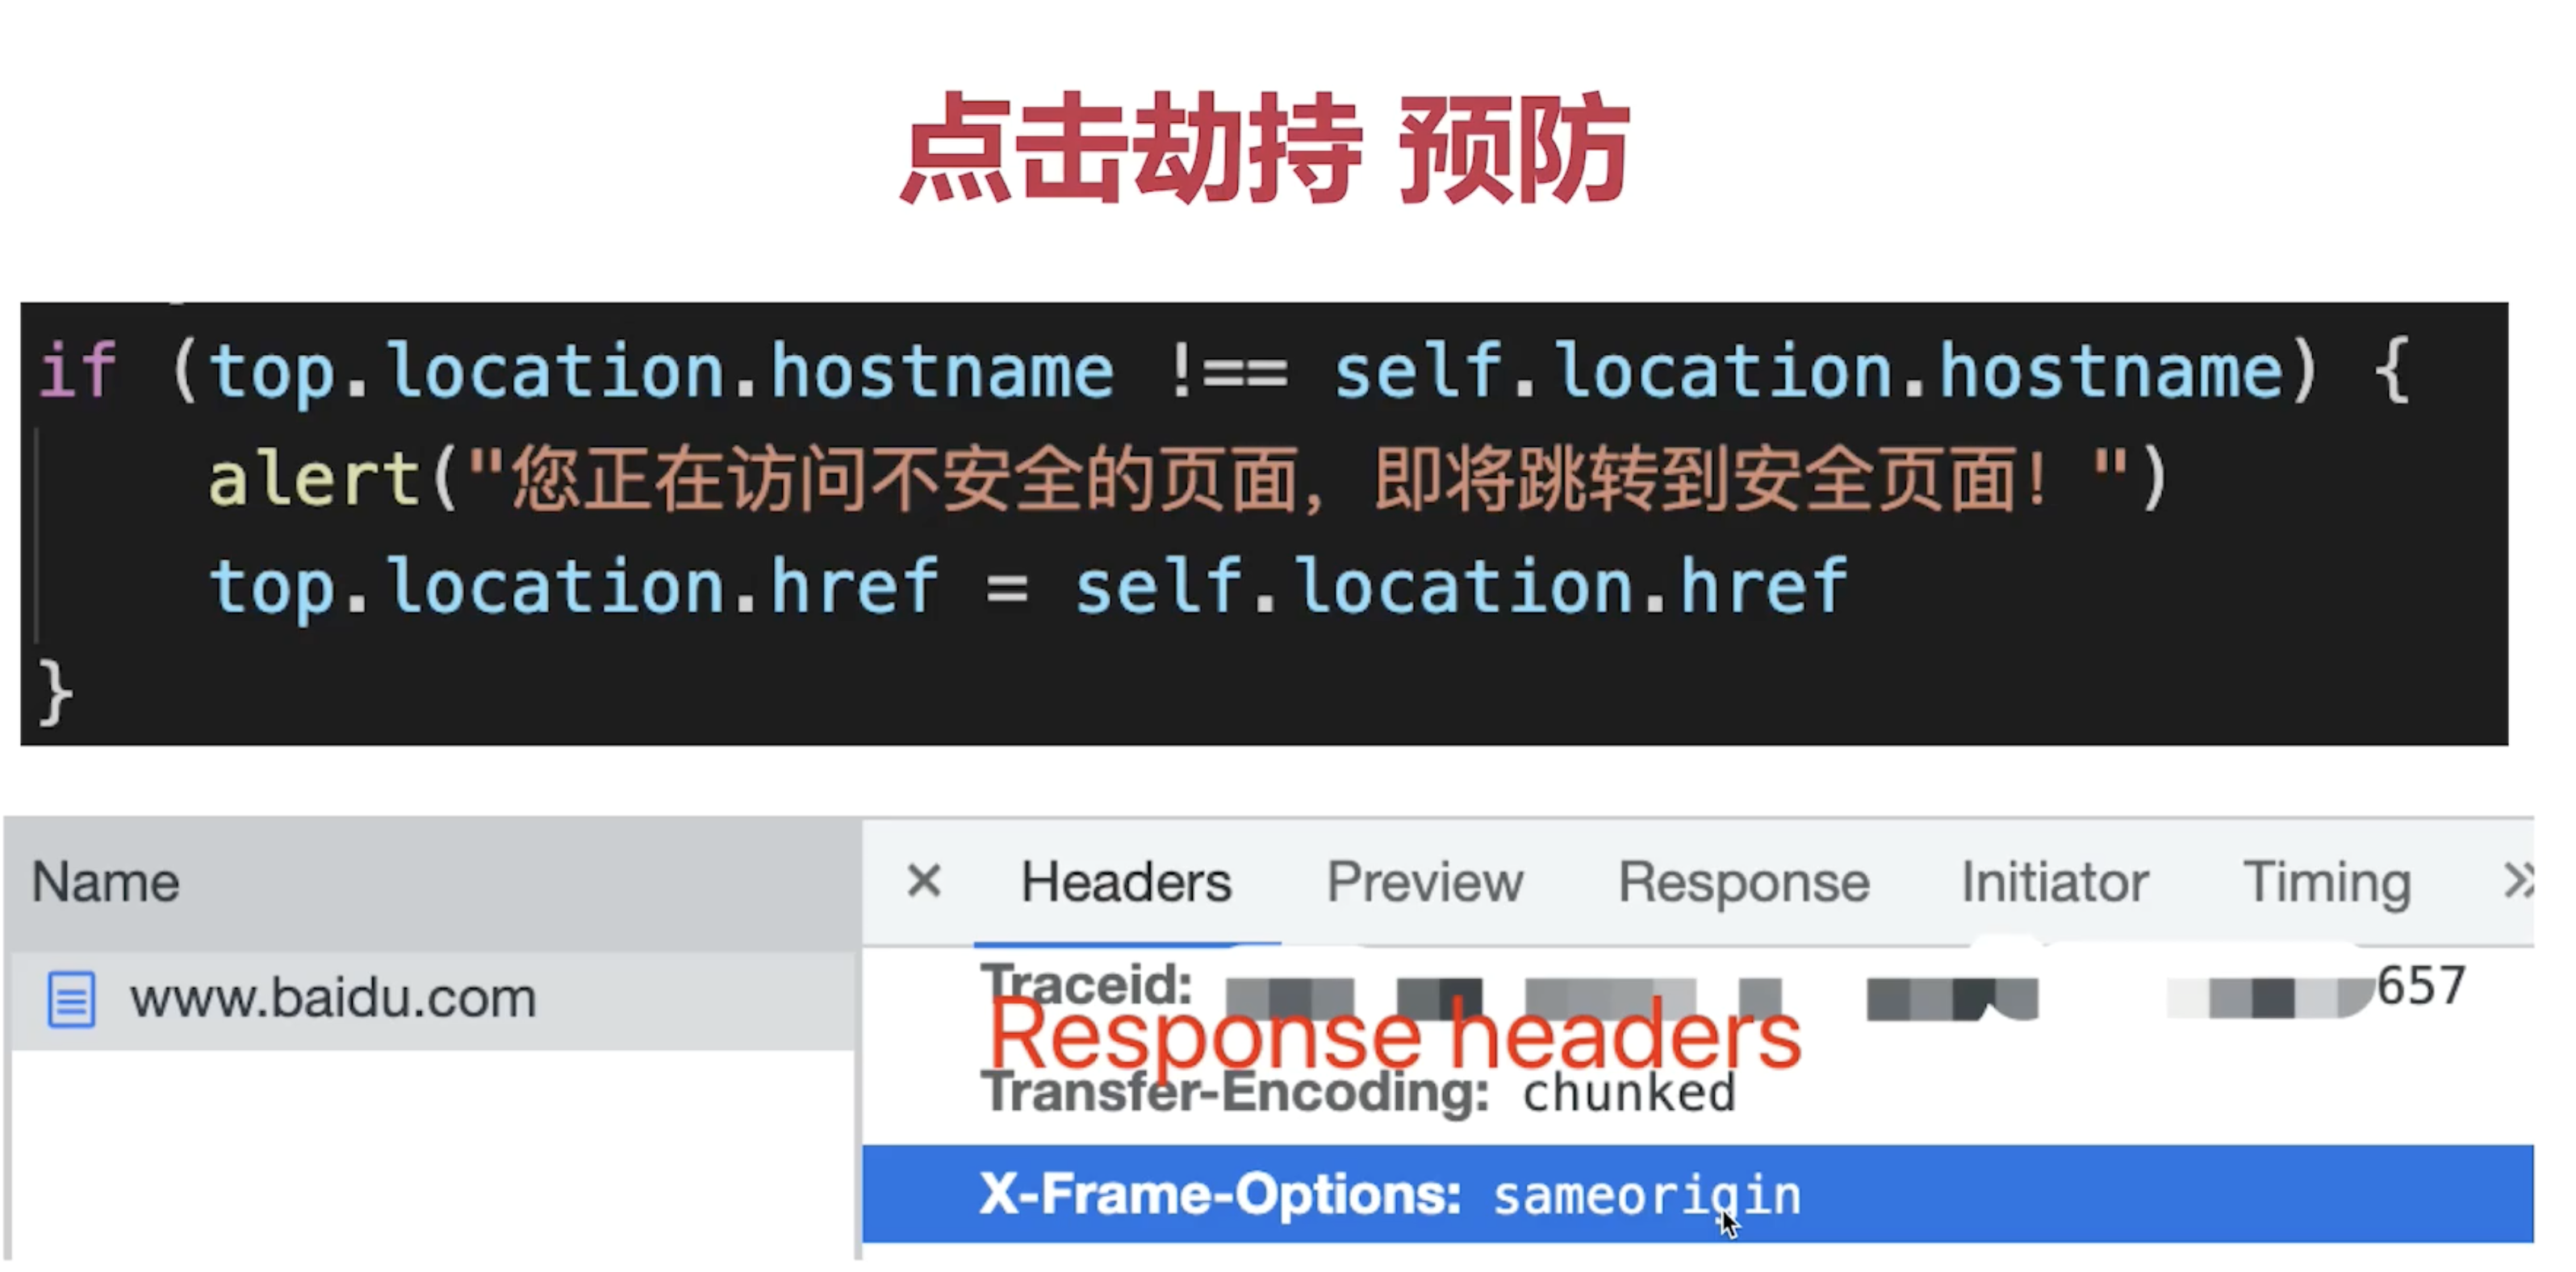 点击劫持 预防
if (top.location.hostname !== self.location.hostname) {
alert("您正在访问不安全的页面，即将跳转到安全页面！")
top.location.href = self.location.href
}
Name
× Headers Preview Response Initiator Timing »
www.baidu.com
Traceid: 657
Response headers
Transfer-Encoding: chunked
X-Frame-Options: sameorigin